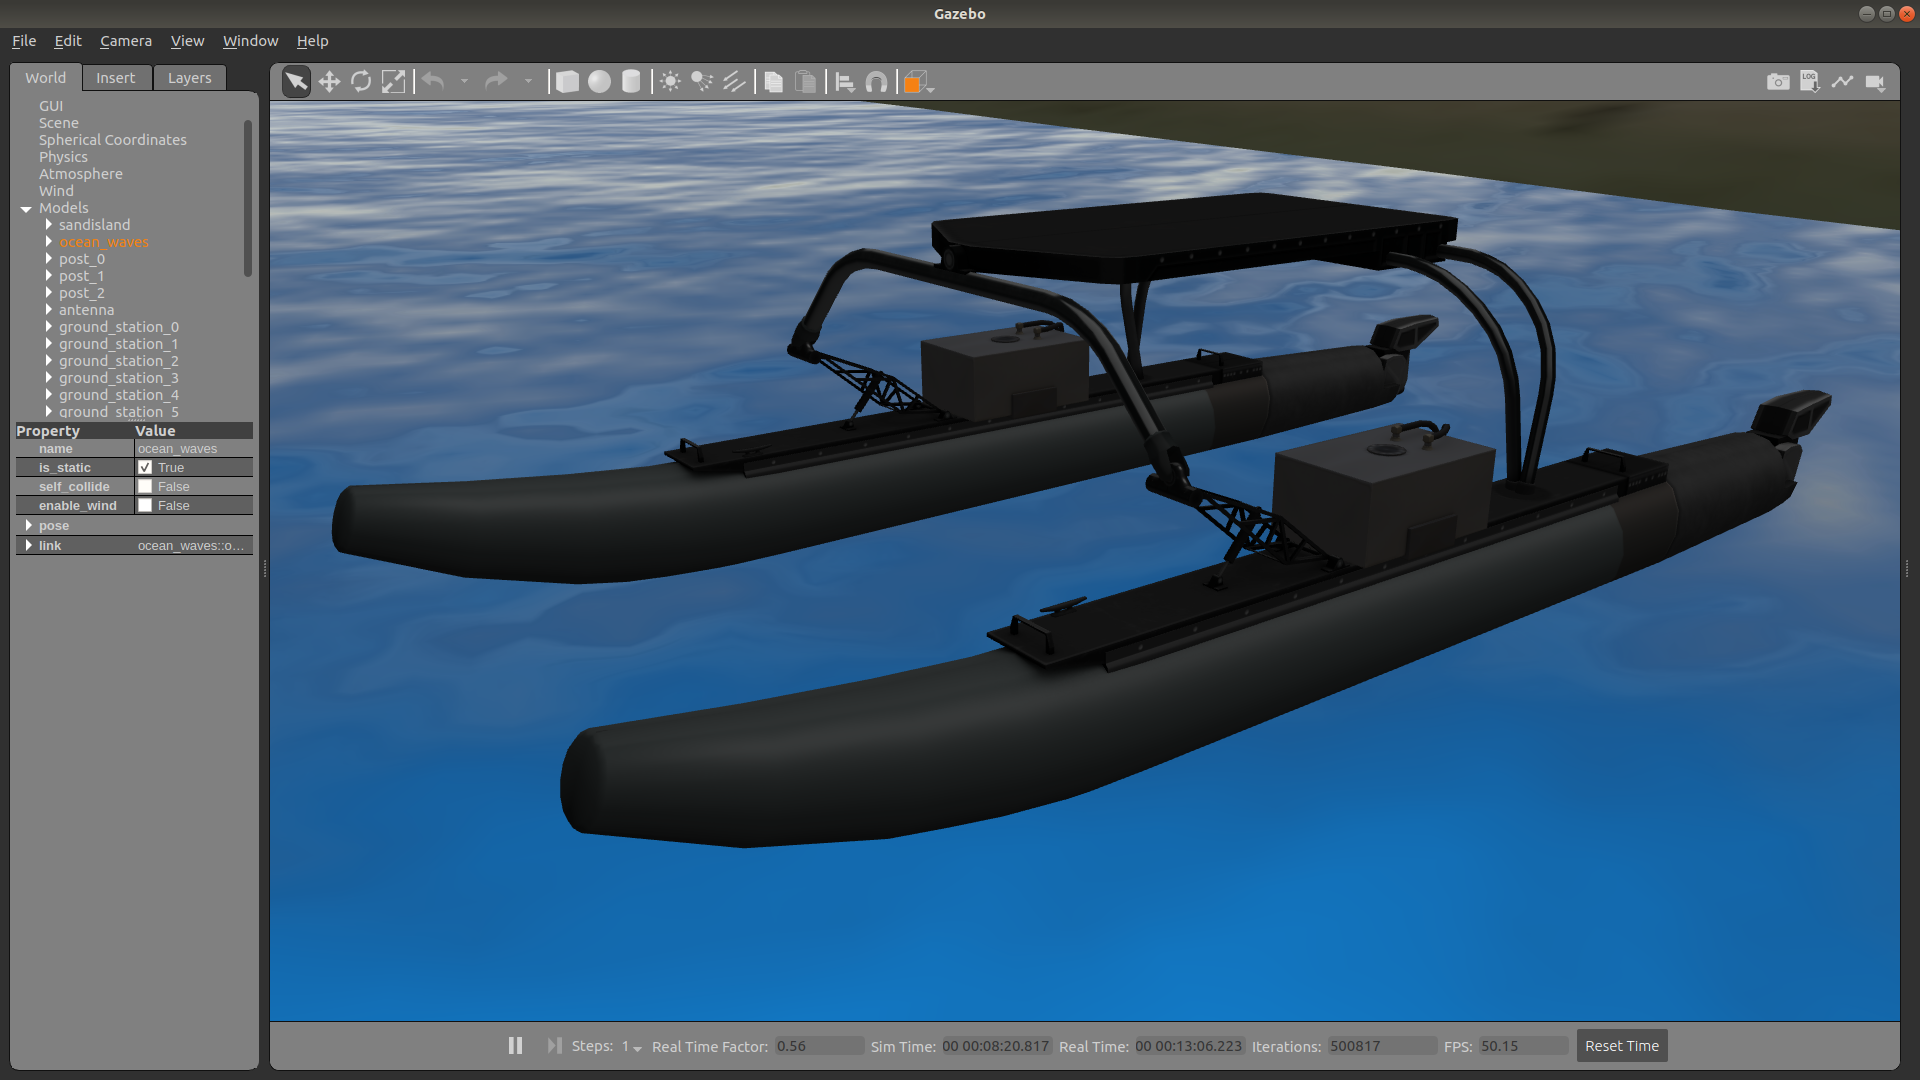 Gazebo
File Edit Camera View Window Help
World Insert Layers
LOG
GUI
Scene
Spherical Coordinates
Physics
Atmosphere
Wind
Models
sandisland
ocean_waves
post_0
post_1
post_2
antenna
ground_station_0
ground_station_1
ground_station_2
ground_station_3
ground_station_4
ground_station_5
Property Value
name ocean_waves
is_static True
self_collide False
enable_wind False
pose
link ocean_waves::o...
Steps: 1 Real Time Factor: 0.56 Sim Time: 00 00:08:20.817 Real Time: 00 00:13:06.223 Iterations: 500817 FPS: 50.15 Reset Time